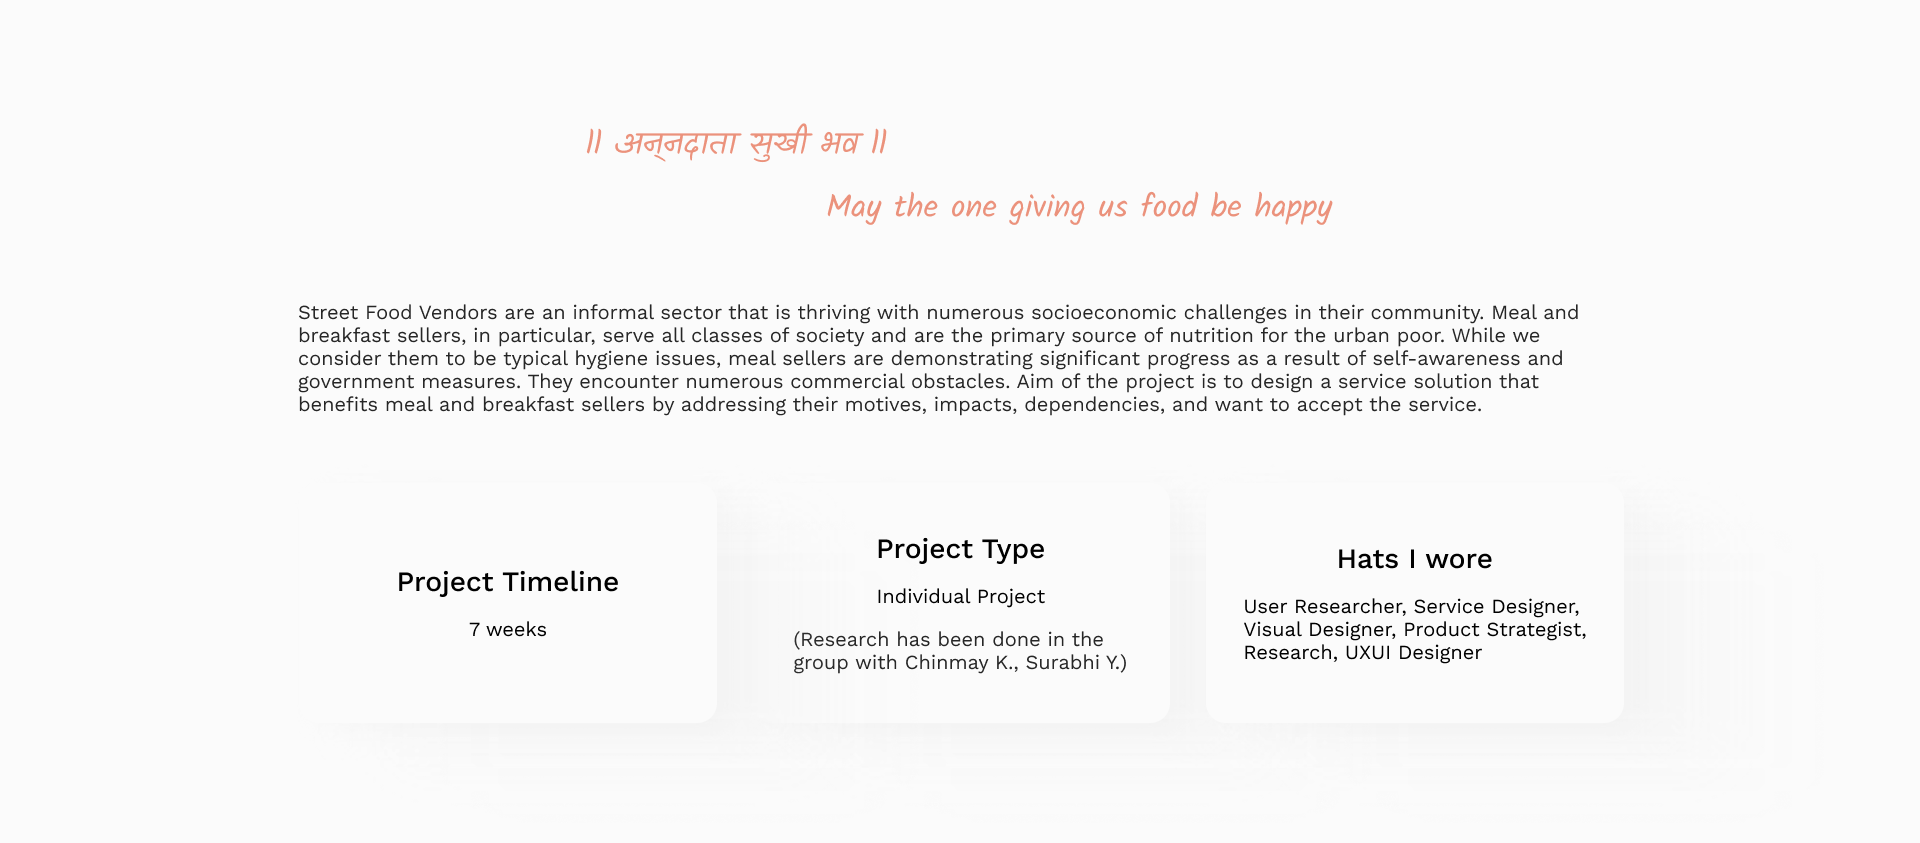 ॥ अन्नदाता सुखी भव ॥
May the one giving us food be happy
Street Food Vendors are an informal sector that is thriving with numerous socioeconomic challenges in their community. Meal and
breakfast sellers, in particular, serve all classes of society and are the primary source of nutrition for the urban poor. While we
consider them to be typical hygiene issues, meal sellers are demonstrating significant progress as a result of self-awareness and
government measures. They encounter numerous commercial obstacles. Aim of the project is to design a service solution that
benefits meal and breakfast sellers by addressing their motives, impacts, dependencies, and want to accept the service.
Project Timeline
7 weeks
Project Type
Individual Project
(Research has been done in the
group with Chinmay K., Surabhi Y.)
Hats I wore
User Researcher, Service Designer,
Visual Designer, Product Strategist,
Research, UXUI Designer